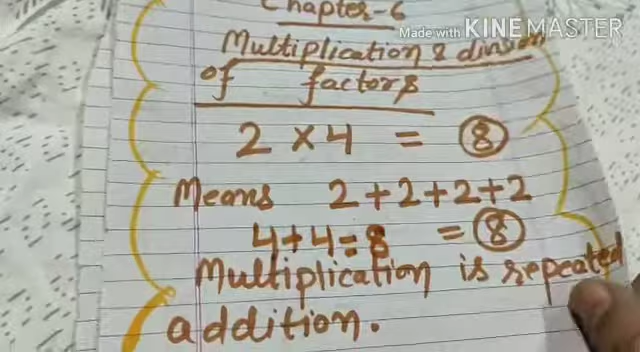 Chapter-6
Made with KINEMASTER
Multiplication & division
of factors
2 × 4 = 8
Means 2+2+2+2
4+4=8 = 8
Multiplication is repeated
addition.